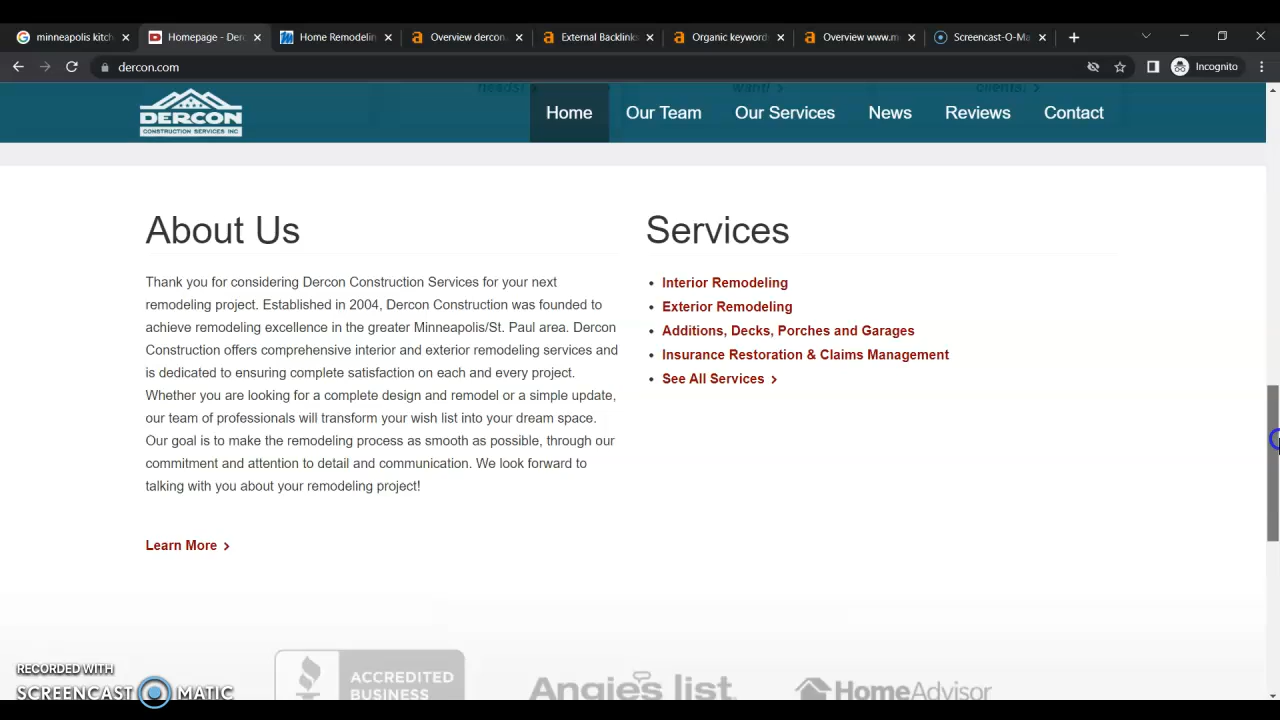 minneapolis kitch
Homepage - Derc
Home Remodelin
Overview dercon.
External Backlinks
Organic keyword
Overview www.m
Screencast-O-Ma
dercon.com
Incognito
heads!
want!
clients!
DERCON
CONSTRUCTION SERVICES INC
Home
Our Team
Our Services
News
Reviews
Contact
About Us
Thank you for considering Dercon Construction Services for your next
remodeling project. Established in 2004, Dercon Construction was founded to
achieve remodeling excellence in the greater Minneapolis/St. Paul area. Dercon
Construction offers comprehensive interior and exterior remodeling services and
is dedicated to ensuring complete satisfaction on each and every project.
Whether you are looking for a complete design and remodel or a simple update,
our team of professionals will transform your wish list into your dream space.
Our goal is to make the remodeling process as smooth as possible, through our
commitment and attention to detail and communication. We look forward to
talking with you about your remodeling project!
Learn More
Services
Interior Remodeling
Exterior Remodeling
Additions, Decks, Porches and Garages
Insurance Restoration & Claims Management
See All Services
ACCREDITED
BUSINESS
Angie's list
HomeAdvisor
RECORDED WITH
SCREENCAST MATIC